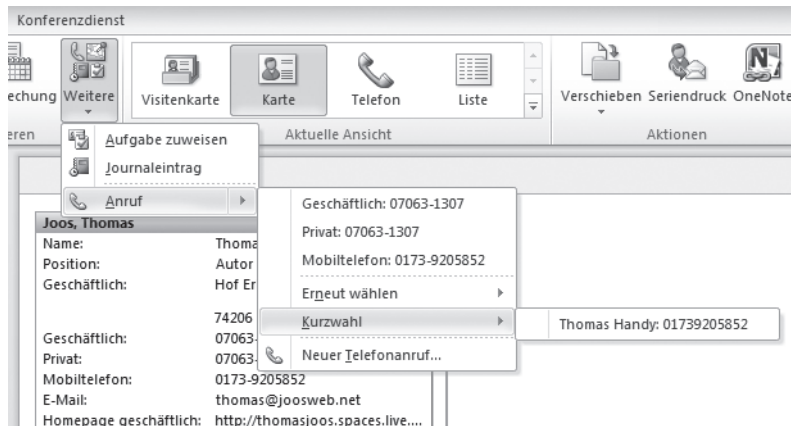 Konferenzdienst
echung Weitere Visitenkarte Karte Telefon Liste Verschieben Seriendruck OneNote
eren Aktuelle Ansicht Aktionen
Aufgabe zuweisen
Journaleintrag
Anruf
Geschäftlich: 07063-1307
Privat: 07063-1307
Mobiltelefon: 0173-9205852
Erneut wählen
Kurzwahl
Thomas Handy: 01739205852
Neuer Telefonanruf...
Joos, Thomas
Name: Thoma
Position: Autor
Geschäftlich: Hof Er
74206
Geschäftlich: 07063-
Privat: 07063-
Mobiltelefon: 0173-9205852
E-Mail: thomas@joosweb.net
Homepage geschäftlich: http://thomasjoos.spaces.live....